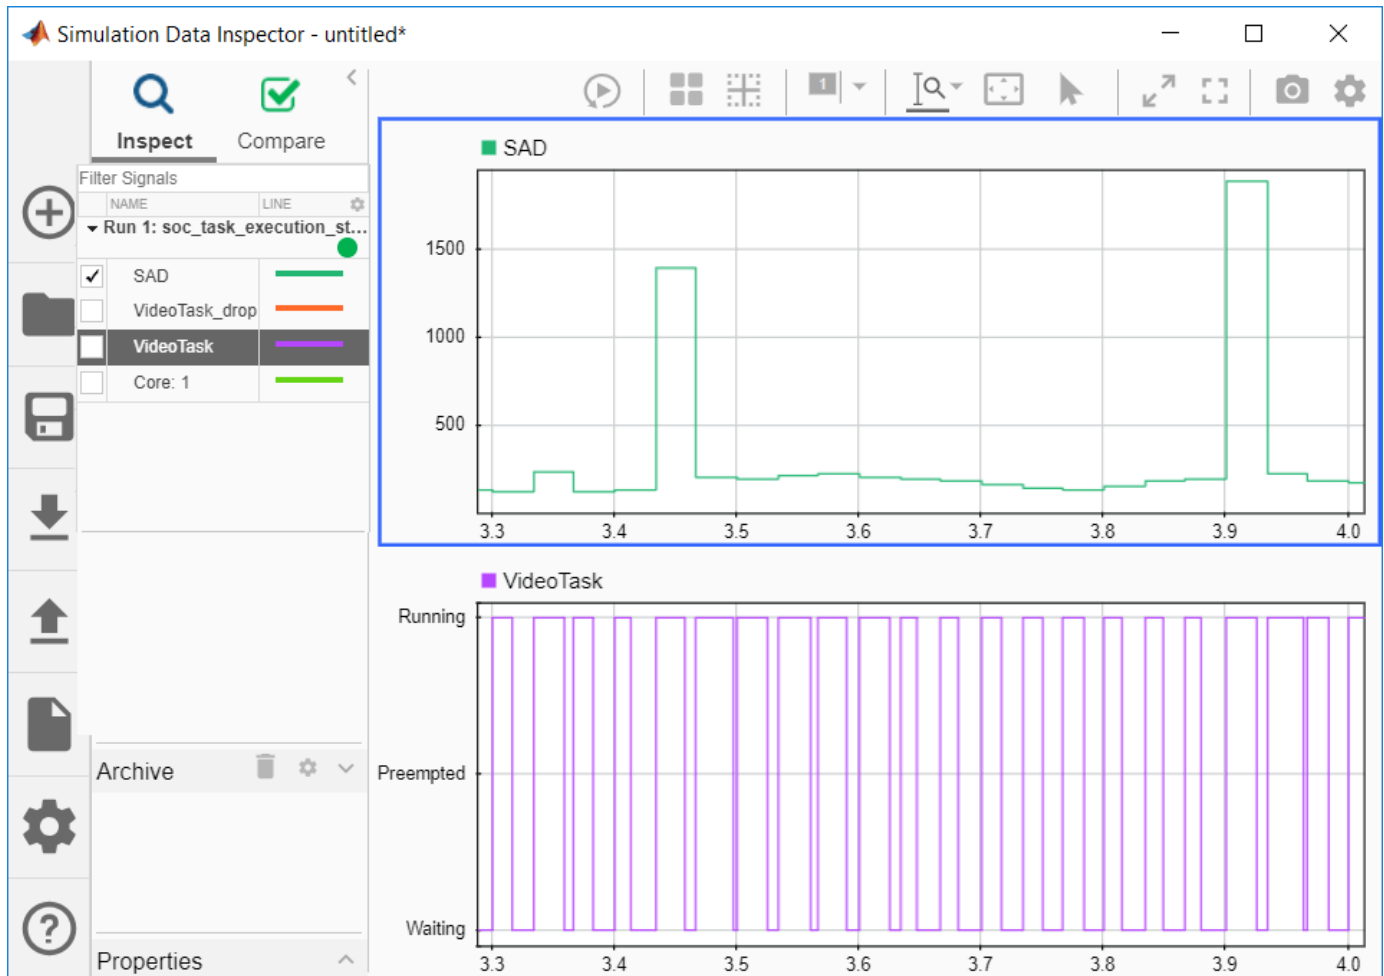 Simulation Data Inspector - untitled*
Inspect
Compare
1
Filter Signals
NAME LINE
Run 1: soc_task_execution_st...
SAD
VideoTask_drop
VideoTask
Core: 1
Archive
Properties
SAD
1500
1000
500
3.3 3.4 3.5 3.6 3.7 3.8 3.9 4.0
VideoTask
Running
Preempted
Waiting
3.3 3.4 3.5 3.6 3.7 3.8 3.9 4.0